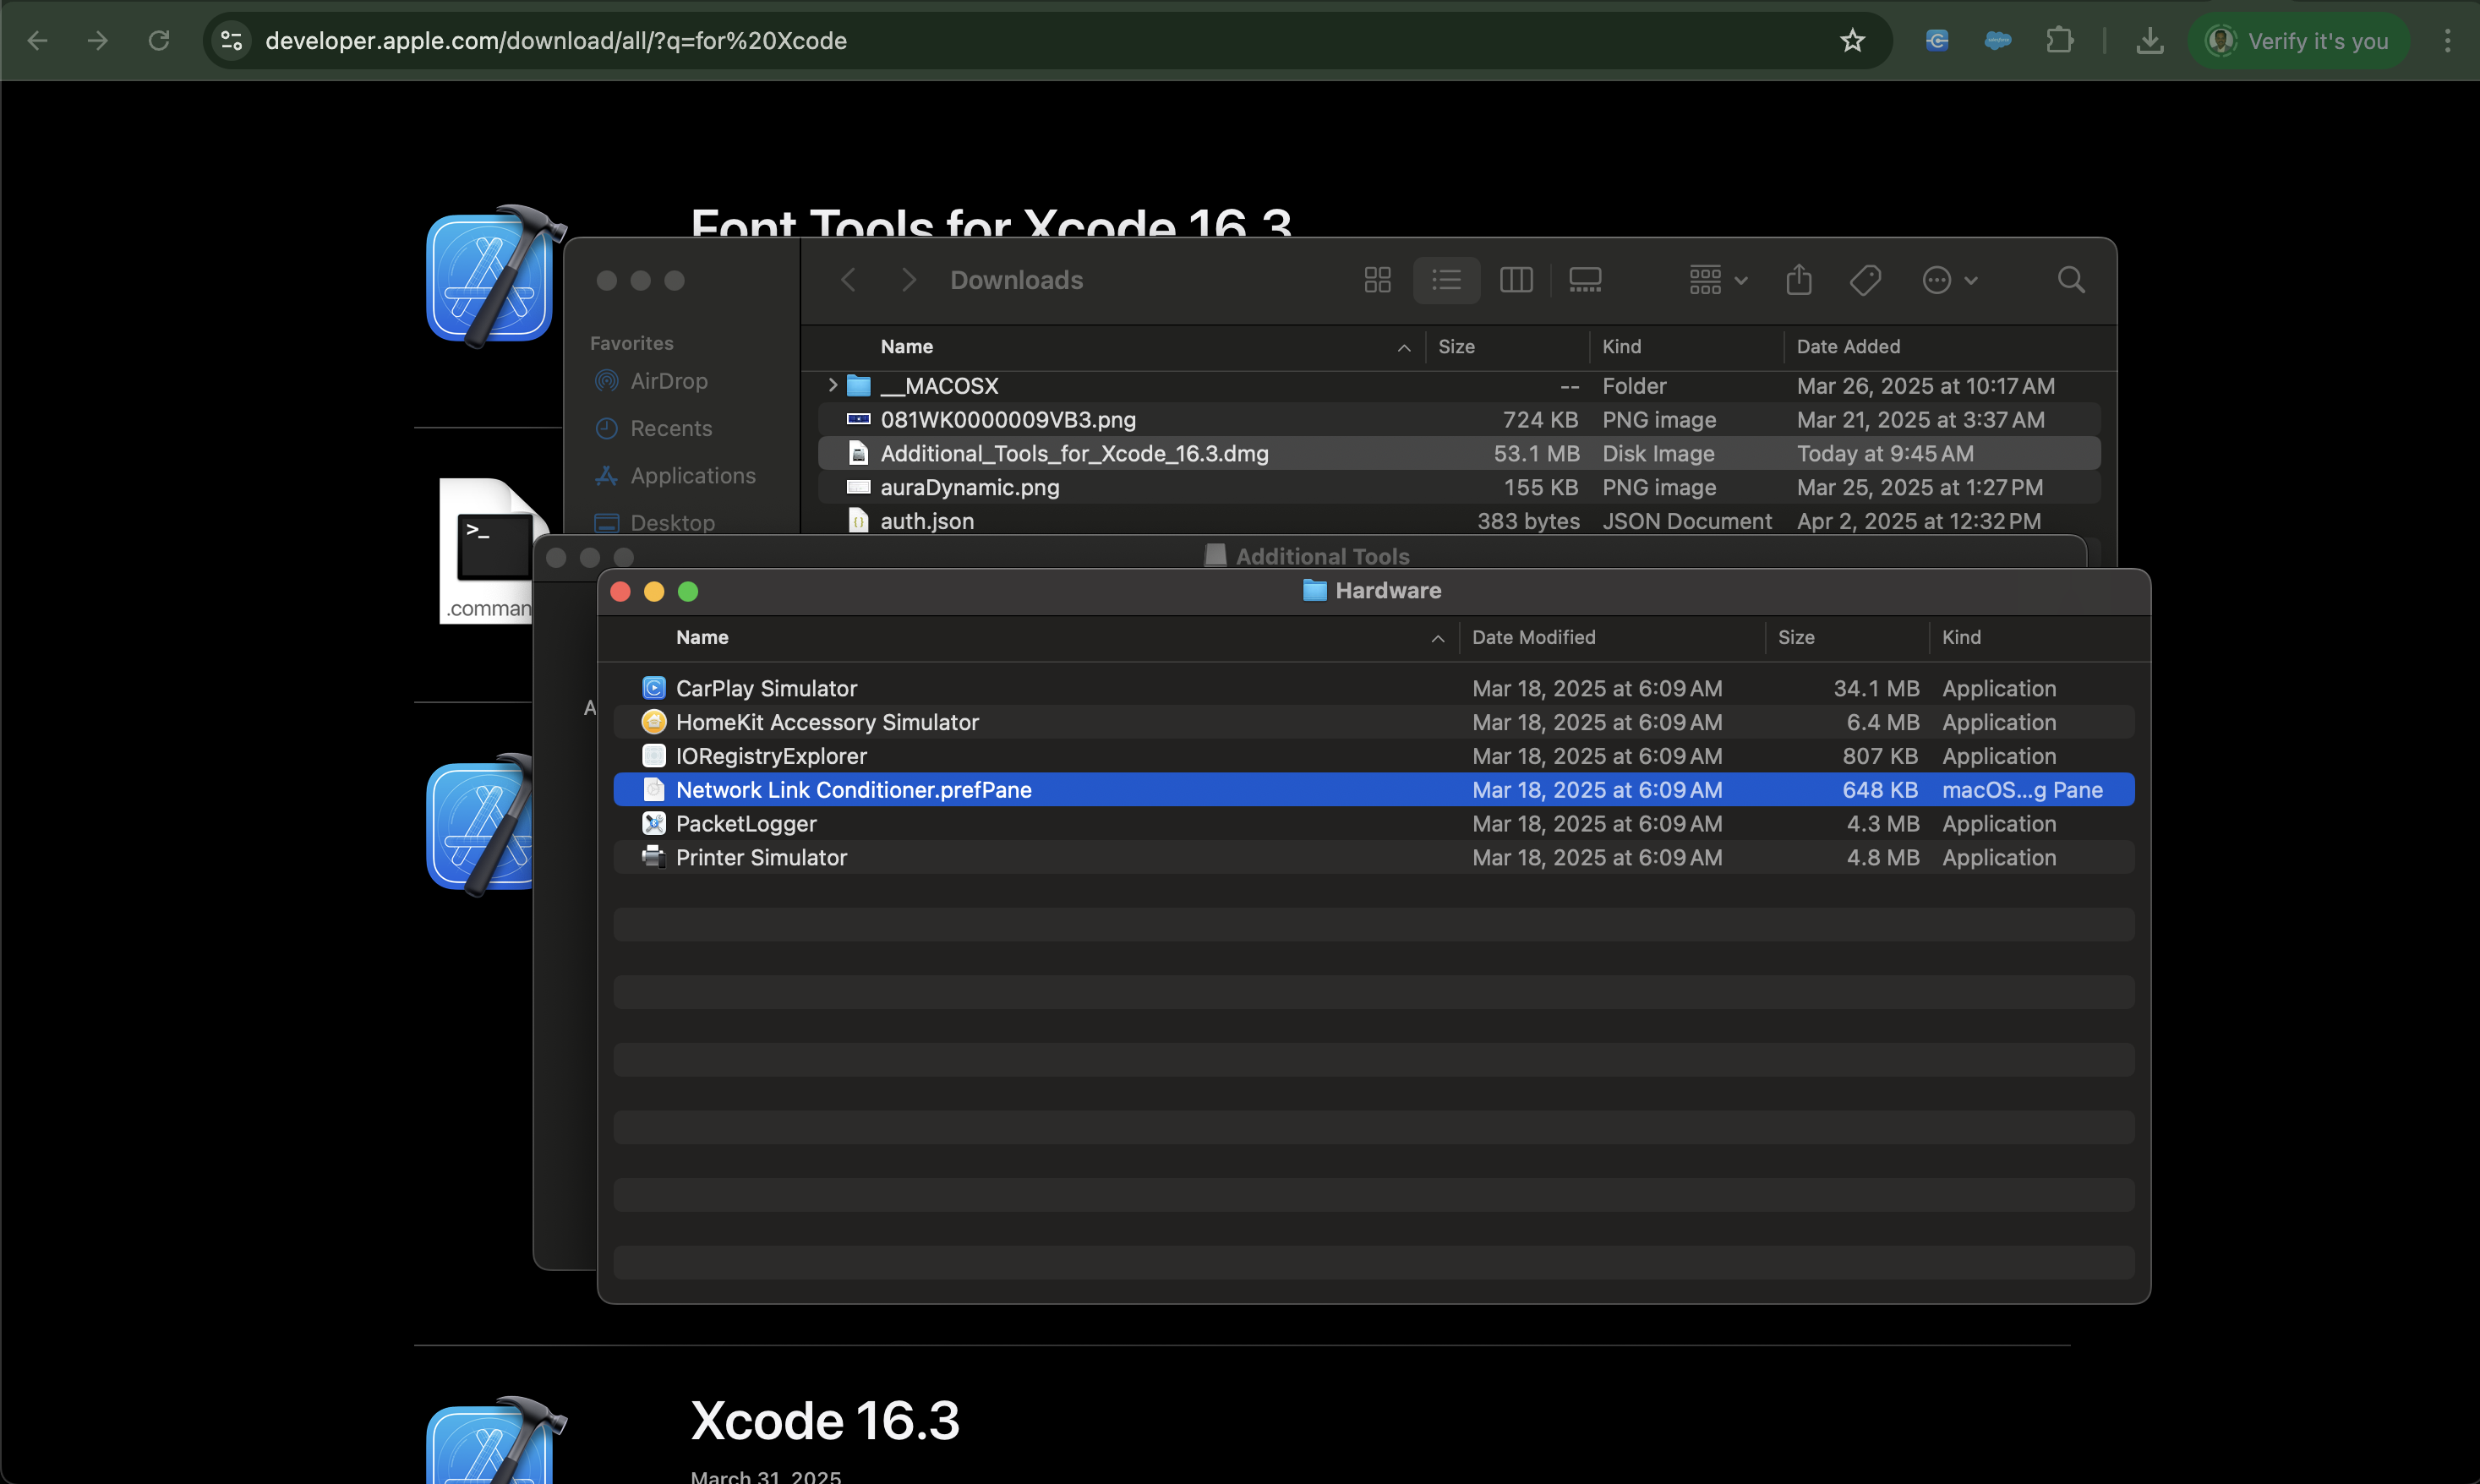 developer.apple.com/download/all/?q=for%20Xcode
Verify it's you
Font Tools for Xcode 16.3
Downloads
Favorites
AirDrop
Recents
Applications
Desktop
Name Size Kind Date Added
__MACOSX -- Folder Mar 26, 2025 at 10:17 AM
081WK0000009VB3.png 724 KB PNG image Mar 21, 2025 at 3:37 AM
Additional_Tools_for_Xcode_16.3.dmg 53.1 MB Disk Image Today at 9:45 AM
auraDynamic.png 155 KB PNG image Mar 25, 2025 at 1:27 PM
auth.json 383 bytes JSON Document Apr 2, 2025 at 12:32 PM
>_
.comman
Additional Tools
A
Hardware
Name Date Modified Size Kind
CarPlay Simulator Mar 18, 2025 at 6:09 AM 34.1 MB Application
HomeKit Accessory Simulator Mar 18, 2025 at 6:09 AM 6.4 MB Application
IORegistryExplorer Mar 18, 2025 at 6:09 AM 807 KB Application
Network Link Conditioner.prefPane Mar 18, 2025 at 6:09 AM 648 KB macOS...g Pane
PacketLogger Mar 18, 2025 at 6:09 AM 4.3 MB Application
Printer Simulator Mar 18, 2025 at 6:09 AM 4.8 MB Application
Xcode 16.3
March 31, 2025